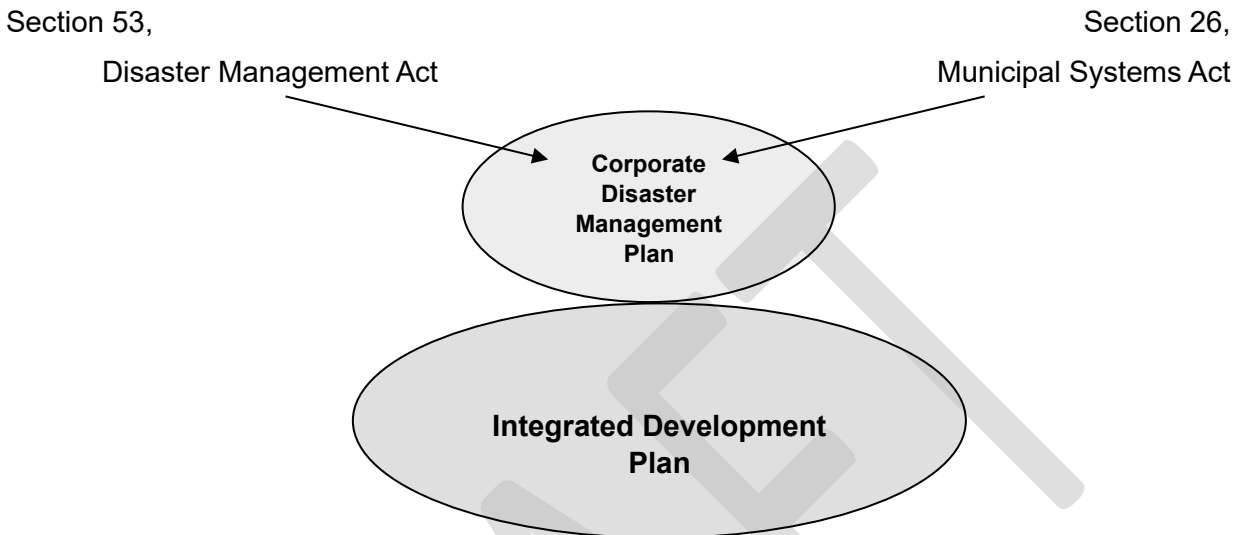 Section 53,
Section 26,
Disaster Management Act
Municipal Systems Act
Corporate
Disaster
Management
Plan
Integrated Development
Plan